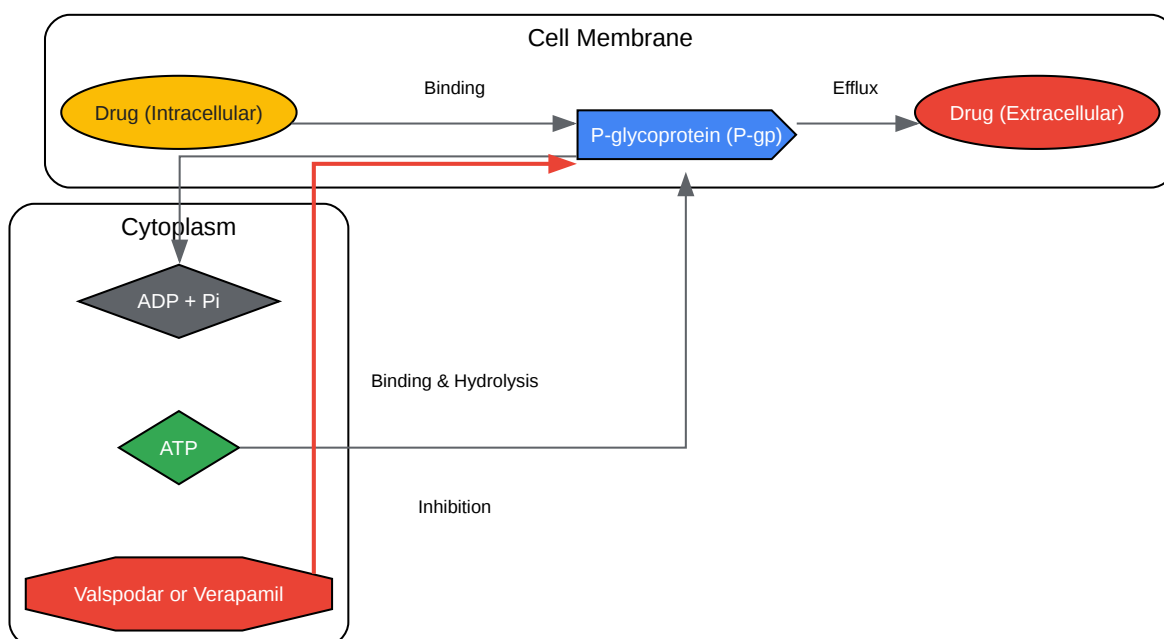 Cell Membrane
Binding
Efflux
Drug (Intracellular)
P-glycoprotein (P-gp)
Drug (Extracellular)
Cytoplasm
ADP + Pi
Binding & Hydrolysis
ATP
Inhibition
Valspodar or Verapamil